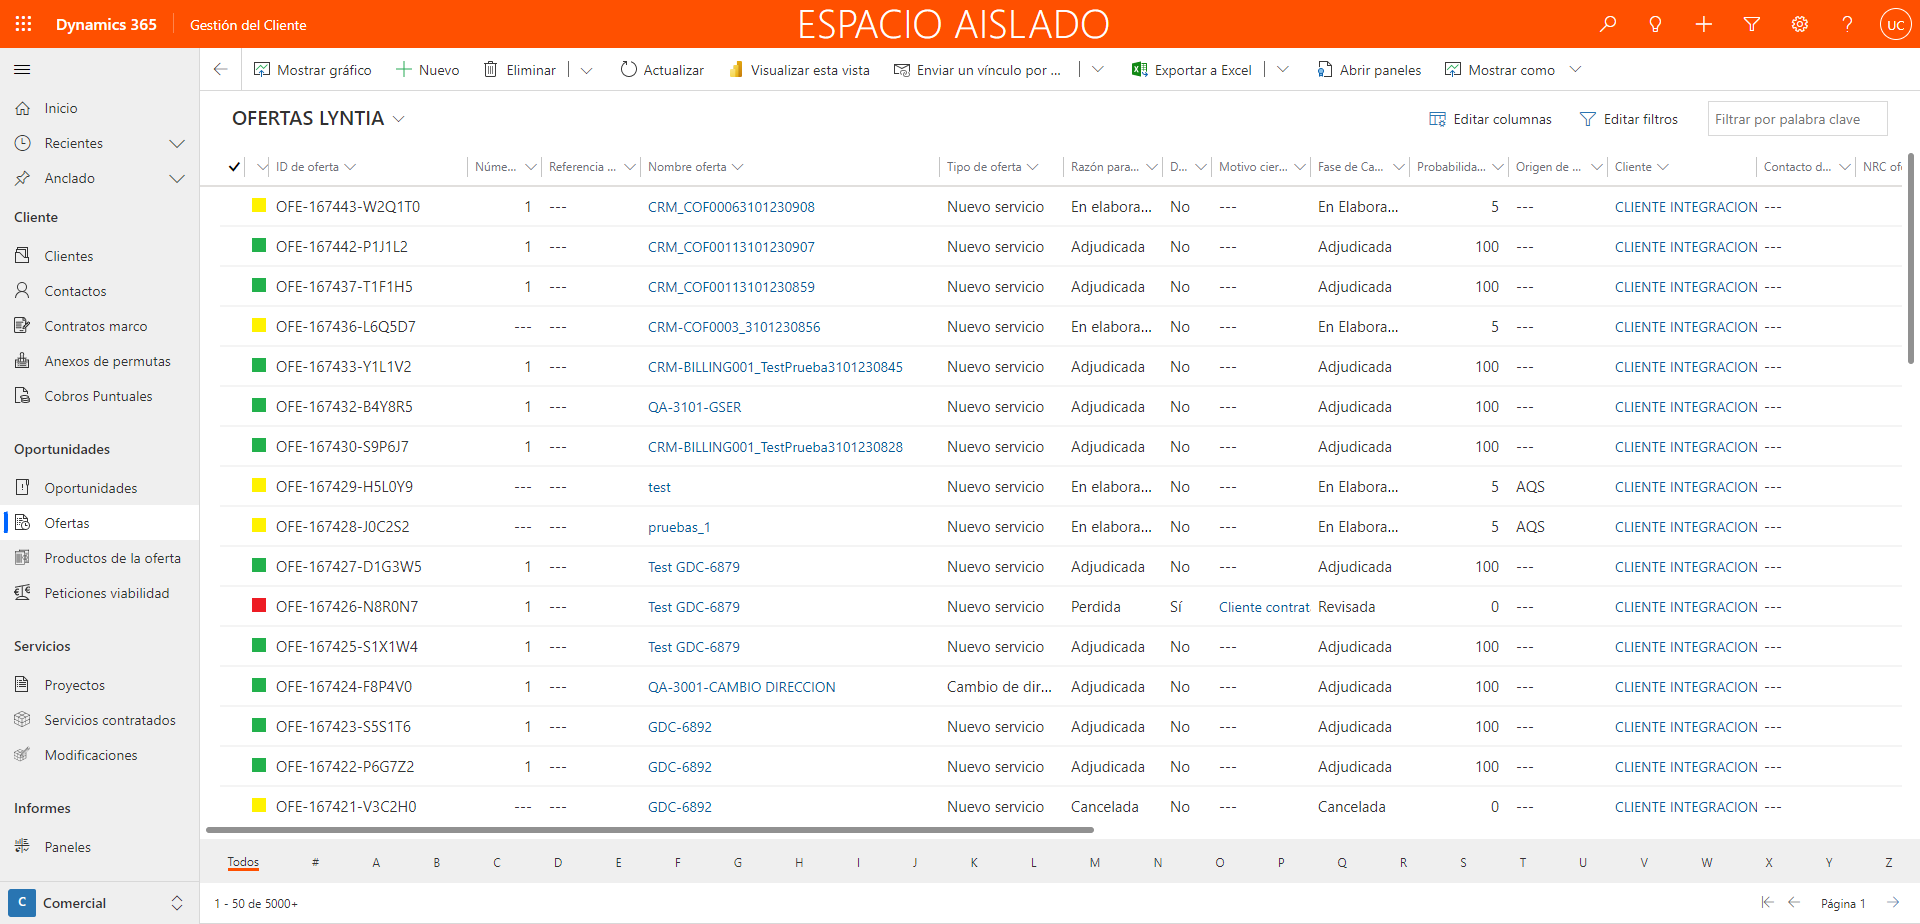 Dynamics 365
Gestión del Cliente
ESPACIO AISLADO
UC
Mostrar gráfico
Nuevo
Eliminar
Actualizar
Visualizar esta vista
Enviar un vínculo por ...
Exportar a Excel
Abrir paneles
Mostrar como
Inicio
Recientes
Anclado
Cliente
Clientes
Contactos
Contratos marco
Anexos de permutas
Cobros Puntuales
Oportunidades
Oportunidades
Ofertas
Productos de la oferta
Peticiones viabilidad
Servicios
Proyectos
Servicios contratados
Modificaciones
Informes
Paneles
C Comercial
OFERTAS LYNTIA
Editar columnas
Editar filtros
Filtrar por palabra clave
ID de oferta Núme... Referencia ... Nombre oferta Tipo de oferta Razón para... D... Motivo cier... Fase de Ca... Probabilida... Origen de ... Cliente Contacto d... NRC ofe
OFE-167443-W2Q1T0 1 --- CRM_COF00063101230908 Nuevo servicio En elabora... No --- En Elabora... 5 --- CLIENTE INTEGRACION ---
OFE-167442-P1J1L2 1 --- CRM_COF00113101230907 Nuevo servicio Adjudicada No --- Adjudicada 100 --- CLIENTE INTEGRACION ---
OFE-167437-T1F1H5 1 --- CRM_COF00113101230859 Nuevo servicio Adjudicada No --- Adjudicada 100 --- CLIENTE INTEGRACION ---
OFE-167436-L6Q5D7 --- --- CRM-COF0003_3101230856 Nuevo servicio En elabora... No --- En Elabora... 5 --- CLIENTE INTEGRACION ---
OFE-167433-Y1L1V2 1 --- CRM-BILLING001_TestPrueba3101230845 Nuevo servicio Adjudicada No --- Adjudicada 100 --- CLIENTE INTEGRACION ---
OFE-167432-B4Y8R5 1 --- QA-3101-GSER Nuevo servicio Adjudicada No --- Adjudicada 100 --- CLIENTE INTEGRACION ---
OFE-167430-S9P6J7 1 --- CRM-BILLING001_TestPrueba3101230828 Nuevo servicio Adjudicada No --- Adjudicada 100 --- CLIENTE INTEGRACION ---
OFE-167429-H5L0Y9 --- --- test Nuevo servicio En elabora... No --- En Elabora... 5 AQS CLIENTE INTEGRACION ---
OFE-167428-J0C2S2 --- --- pruebas_1 Nuevo servicio En elabora... No --- En Elabora... 5 AQS CLIENTE INTEGRACION ---
OFE-167427-D1G3W5 1 --- Test GDC-6879 Nuevo servicio Adjudicada No --- Adjudicada 100 --- CLIENTE INTEGRACION ---
OFE-167426-N8R0N7 1 --- Test GDC-6879 Nuevo servicio Perdida Sí Cliente contrat Revisada 0 --- CLIENTE INTEGRACION ---
OFE-167425-S1X1W4 1 --- Test GDC-6879 Nuevo servicio Adjudicada No --- Adjudicada 100 --- CLIENTE INTEGRACION ---
OFE-167424-F8P4V0 1 --- QA-3001-CAMBIO DIRECCION Cambio de dir... Adjudicada No --- Adjudicada 100 --- CLIENTE INTEGRACION ---
OFE-167423-S5S1T6 1 --- GDC-6892 Nuevo servicio Adjudicada No --- Adjudicada 100 --- CLIENTE INTEGRACION ---
OFE-167422-P6G7Z2 1 --- GDC-6892 Nuevo servicio Adjudicada No --- Adjudicada 100 --- CLIENTE INTEGRACION ---
OFE-167421-V3C2H0 --- --- GDC-6892 Nuevo servicio Cancelada No --- Cancelada 0 --- CLIENTE INTEGRACION ---
Todos # A B C D E F G H I J K L M N O P Q R S T U V W X Y Z
1 - 50 de 5000+
Página 1